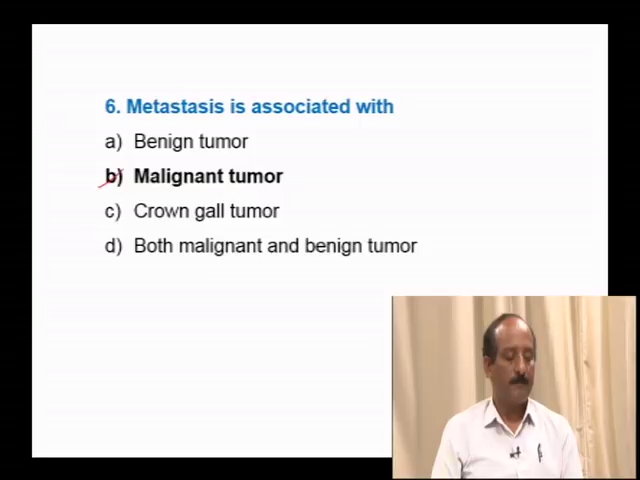 6. Metastasis is associated with
a) Benign tumor
b) Malignant tumor
c) Crown gall tumor
d) Both malignant and benign tumor